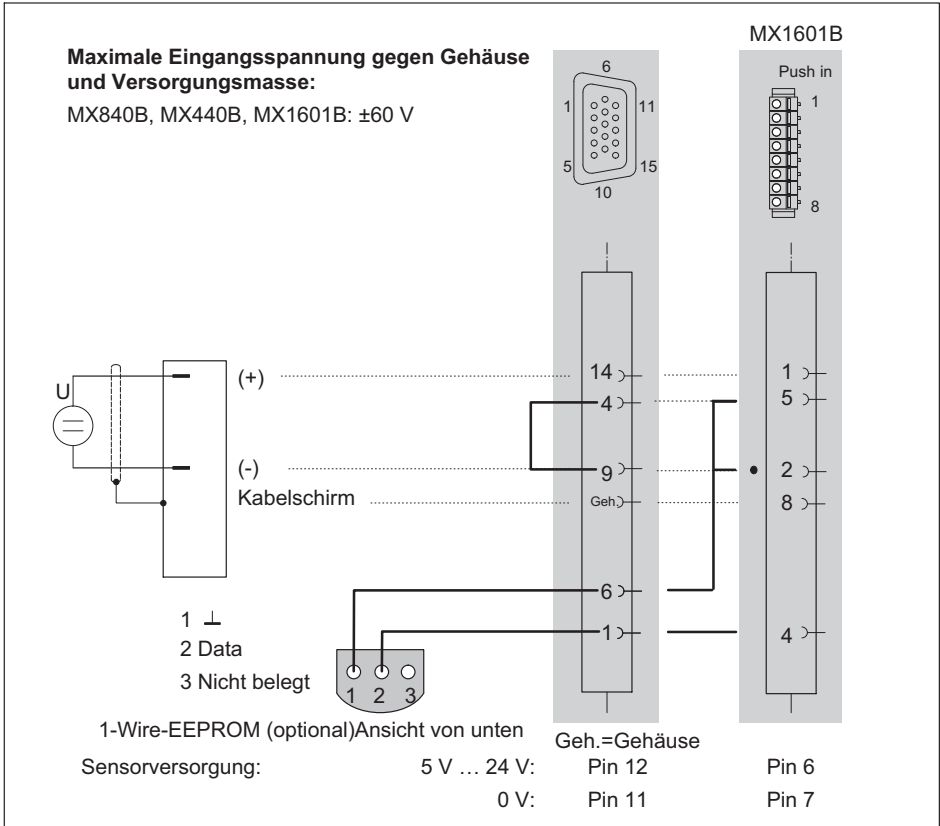 MX1601B
Maximale Eingangsspannung gegen Gehäuse
und Versorgungsmasse:
MX840B, MX440B, MX1601B: ±60 V
6
1
11
5
15
10
Push in
1
8
U
(+)
14
1
4
5
(-)
9
2
Kabelschirm
Geh.
8
6
1
4
1 ⊥
2 Data
3 Nicht belegt
1 2 3
1-Wire-EEPROM (optional)Ansicht von unten
Geh.=Gehäuse
Sensorversorgung: 5 V … 24 V: Pin 12 Pin 6
0 V: Pin 11 Pin 7